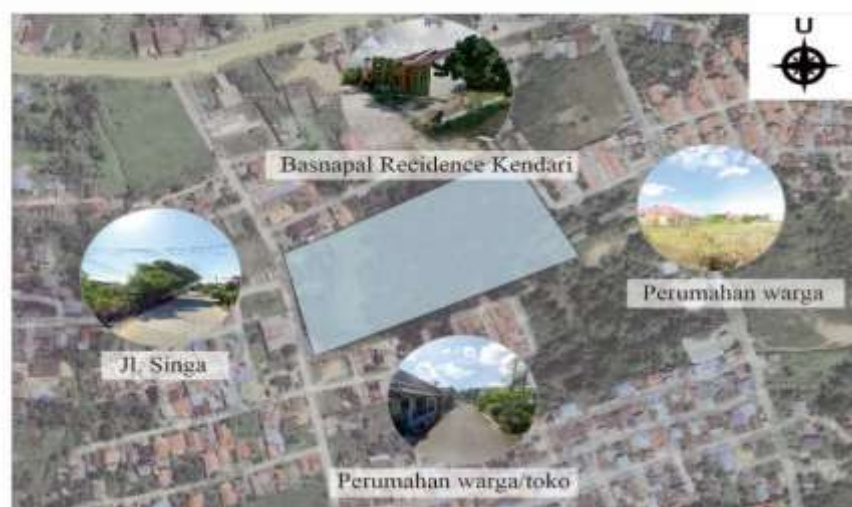 U
Basnapal Recidence Kendari
Perumahan warga
Jl. Singa
Perumahan warga/toko